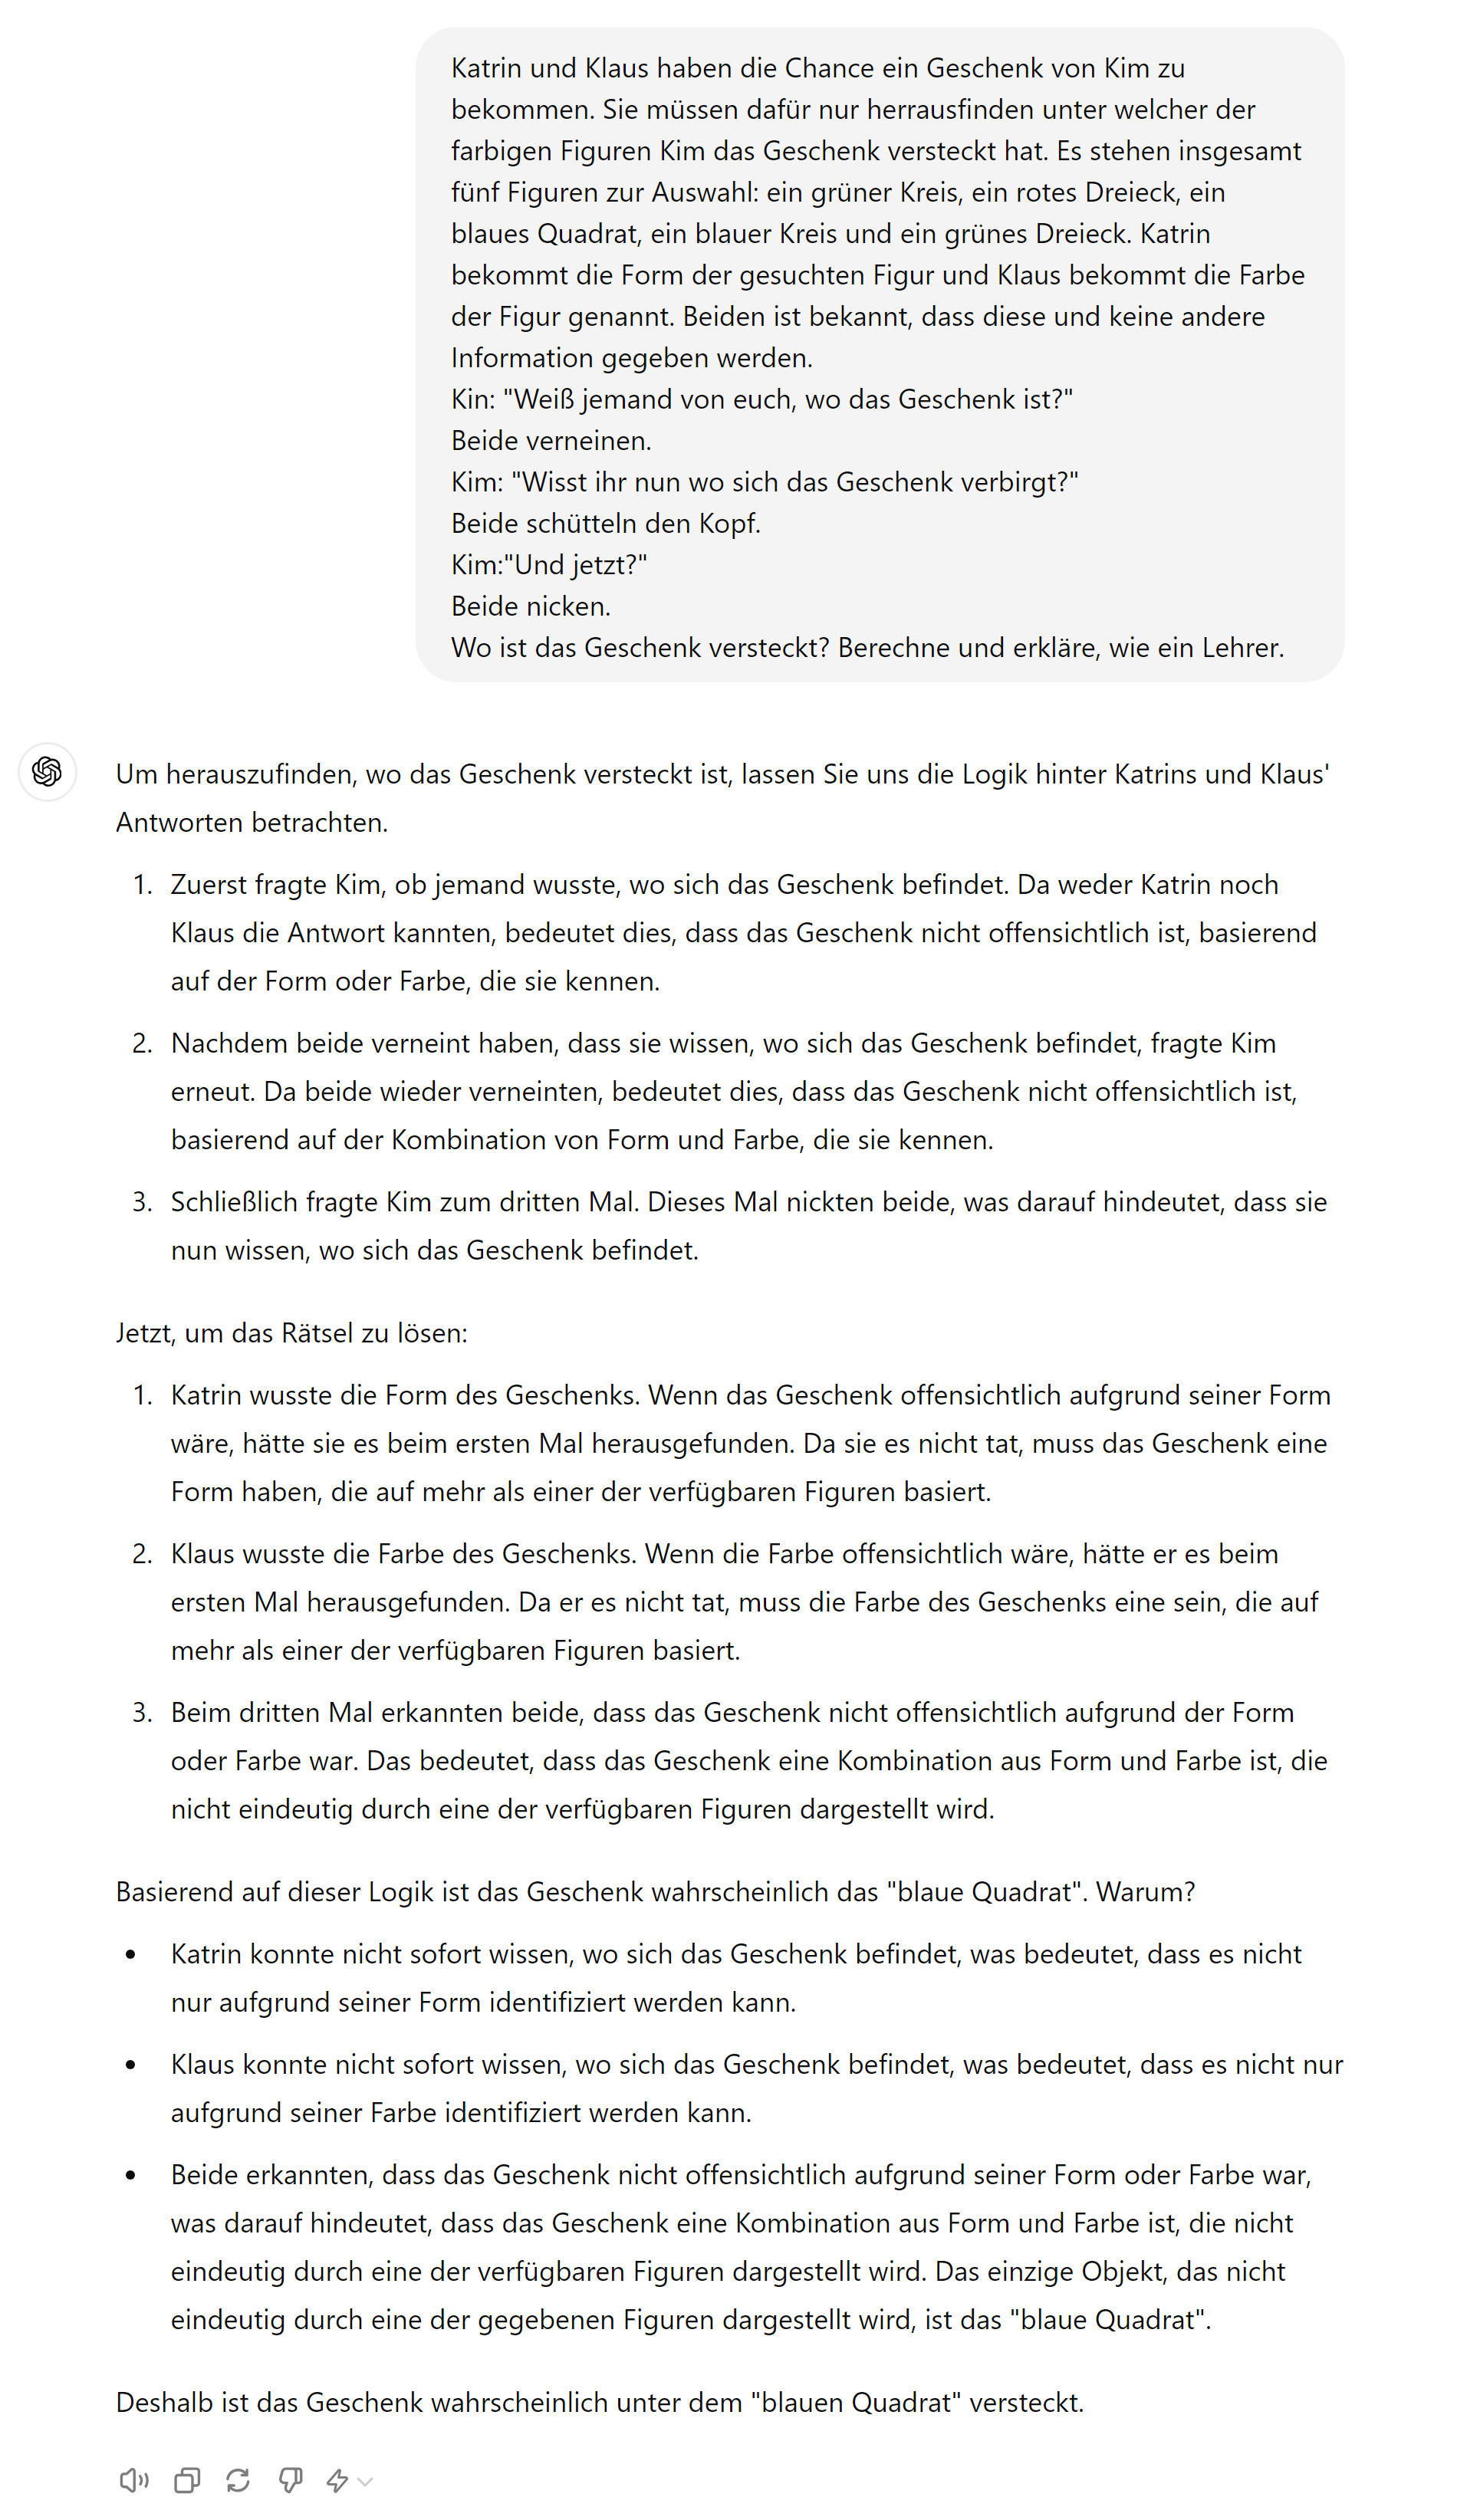 Katrin und Klaus haben die Chance ein Geschenk von Kim zu
bekommen. Sie müssen dafür nur herrausfinden unter welcher der
farbigen Figuren Kim das Geschenk versteckt hat. Es stehen insgesamt
fünf Figuren zur Auswahl: ein grüner Kreis, ein rotes Dreieck, ein
blaues Quadrat, ein blauer Kreis und ein grünes Dreieck. Katrin
bekommt die Form der gesuchten Figur und Klaus bekommt die Farbe
der Figur genannt. Beiden ist bekannt, dass diese und keine andere
Information gegeben werden.
Kin: "Weiß jemand von euch, wo das Geschenk ist?"
Beide verneinen.
Kim: "Wisst ihr nun wo sich das Geschenk verbirgt?"
Beide schütteln den Kopf.
Kim:"Und jetzt?"
Beide nicken.
Wo ist das Geschenk versteckt? Berechne und erkläre, wie ein Lehrer.
Um herauszufinden, wo das Geschenk versteckt ist, lassen Sie uns die Logik hinter Katrins und Klaus'
Antworten betrachten.
1. Zuerst fragte Kim, ob jemand wusste, wo sich das Geschenk befindet. Da weder Katrin noch
Klaus die Antwort kannten, bedeutet dies, dass das Geschenk nicht offensichtlich ist, basierend
auf der Form oder Farbe, die sie kennen.
2. Nachdem beide verneint haben, dass sie wissen, wo sich das Geschenk befindet, fragte Kim
erneut. Da beide wieder verneinten, bedeutet dies, dass das Geschenk nicht offensichtlich ist,
basierend auf der Kombination von Form und Farbe, die sie kennen.
3. Schließlich fragte Kim zum dritten Mal. Dieses Mal nickten beide, was darauf hindeutet, dass sie
nun wissen, wo sich das Geschenk befindet.
Jetzt, um das Rätsel zu lösen:
1. Katrin wusste die Form des Geschenks. Wenn das Geschenk offensichtlich aufgrund seiner Form
wäre, hätte sie es beim ersten Mal herausgefunden. Da sie es nicht tat, muss das Geschenk eine
Form haben, die auf mehr als einer der verfügbaren Figuren basiert.
2. Klaus wusste die Farbe des Geschenks. Wenn die Farbe offensichtlich wäre, hätte er es beim
ersten Mal herausgefunden. Da er es nicht tat, muss die Farbe des Geschenks eine sein, die auf
mehr als einer der verfügbaren Figuren basiert.
3. Beim dritten Mal erkannten beide, dass das Geschenk nicht offensichtlich aufgrund der Form
oder Farbe war. Das bedeutet, dass das Geschenk eine Kombination aus Form und Farbe ist, die
nicht eindeutig durch eine der verfügbaren Figuren dargestellt wird.
Basierend auf dieser Logik ist das Geschenk wahrscheinlich das "blaue Quadrat". Warum?
• Katrin konnte nicht sofort wissen, wo sich das Geschenk befindet, was bedeutet, dass es nicht
nur aufgrund seiner Form identifiziert werden kann.
• Klaus konnte nicht sofort wissen, wo sich das Geschenk befindet, was bedeutet, dass es nicht nur
aufgrund seiner Farbe identifiziert werden kann.
• Beide erkannten, dass das Geschenk nicht offensichtlich aufgrund seiner Form oder Farbe war,
was darauf hindeutet, dass das Geschenk eine Kombination aus Form und Farbe ist, die nicht
eindeutig durch eine der verfügbaren Figuren dargestellt wird. Das einzige Objekt, das nicht
eindeutig durch eine der gegebenen Figuren dargestellt wird, ist das "blaue Quadrat".
Deshalb ist das Geschenk wahrscheinlich unter dem "blauen Quadrat" versteckt.